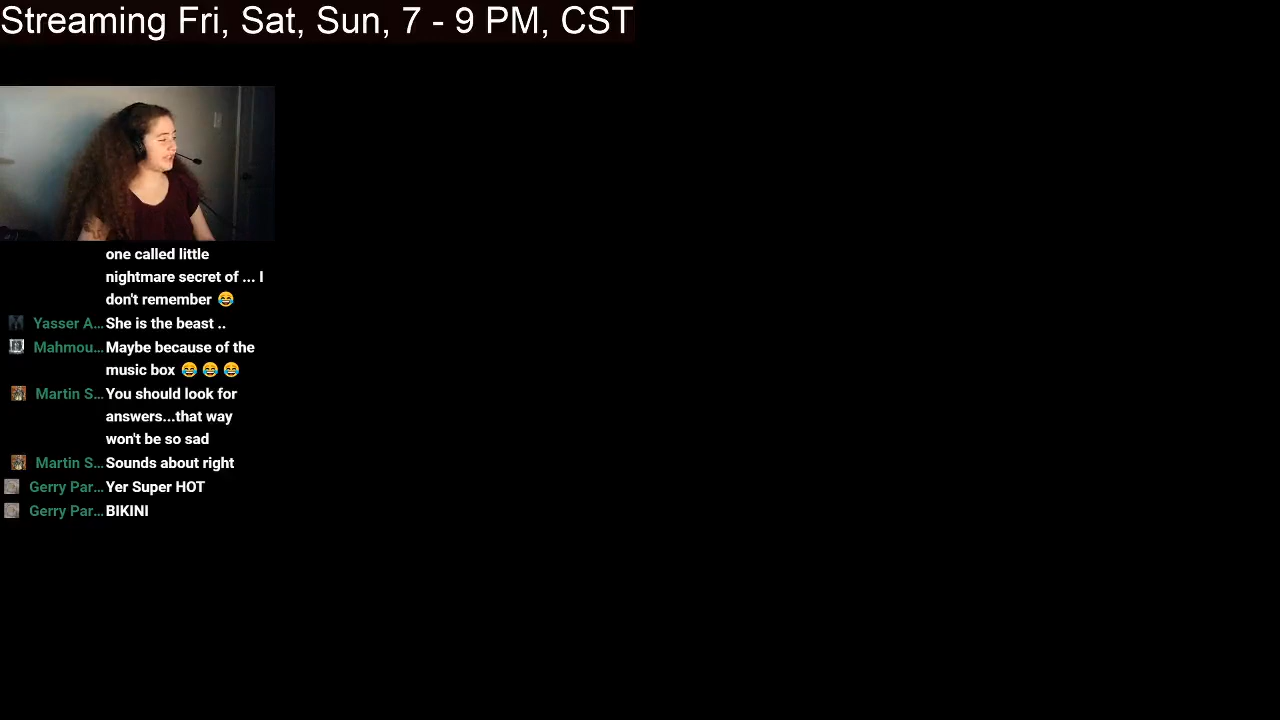 Streaming Fri, Sat, Sun, 7 - 9 PM, CST
one called little
nightmare secret of ... I
don't remember 😂
Yasser A... She is the beast ..
Mahmou... Maybe because of the
music box 😂 😂 😂
Martin S... You should look for
answers...that way
won't be so sad
Martin S... Sounds about right
Gerry Par... Yer Super HOT
Gerry Par... BIKINI